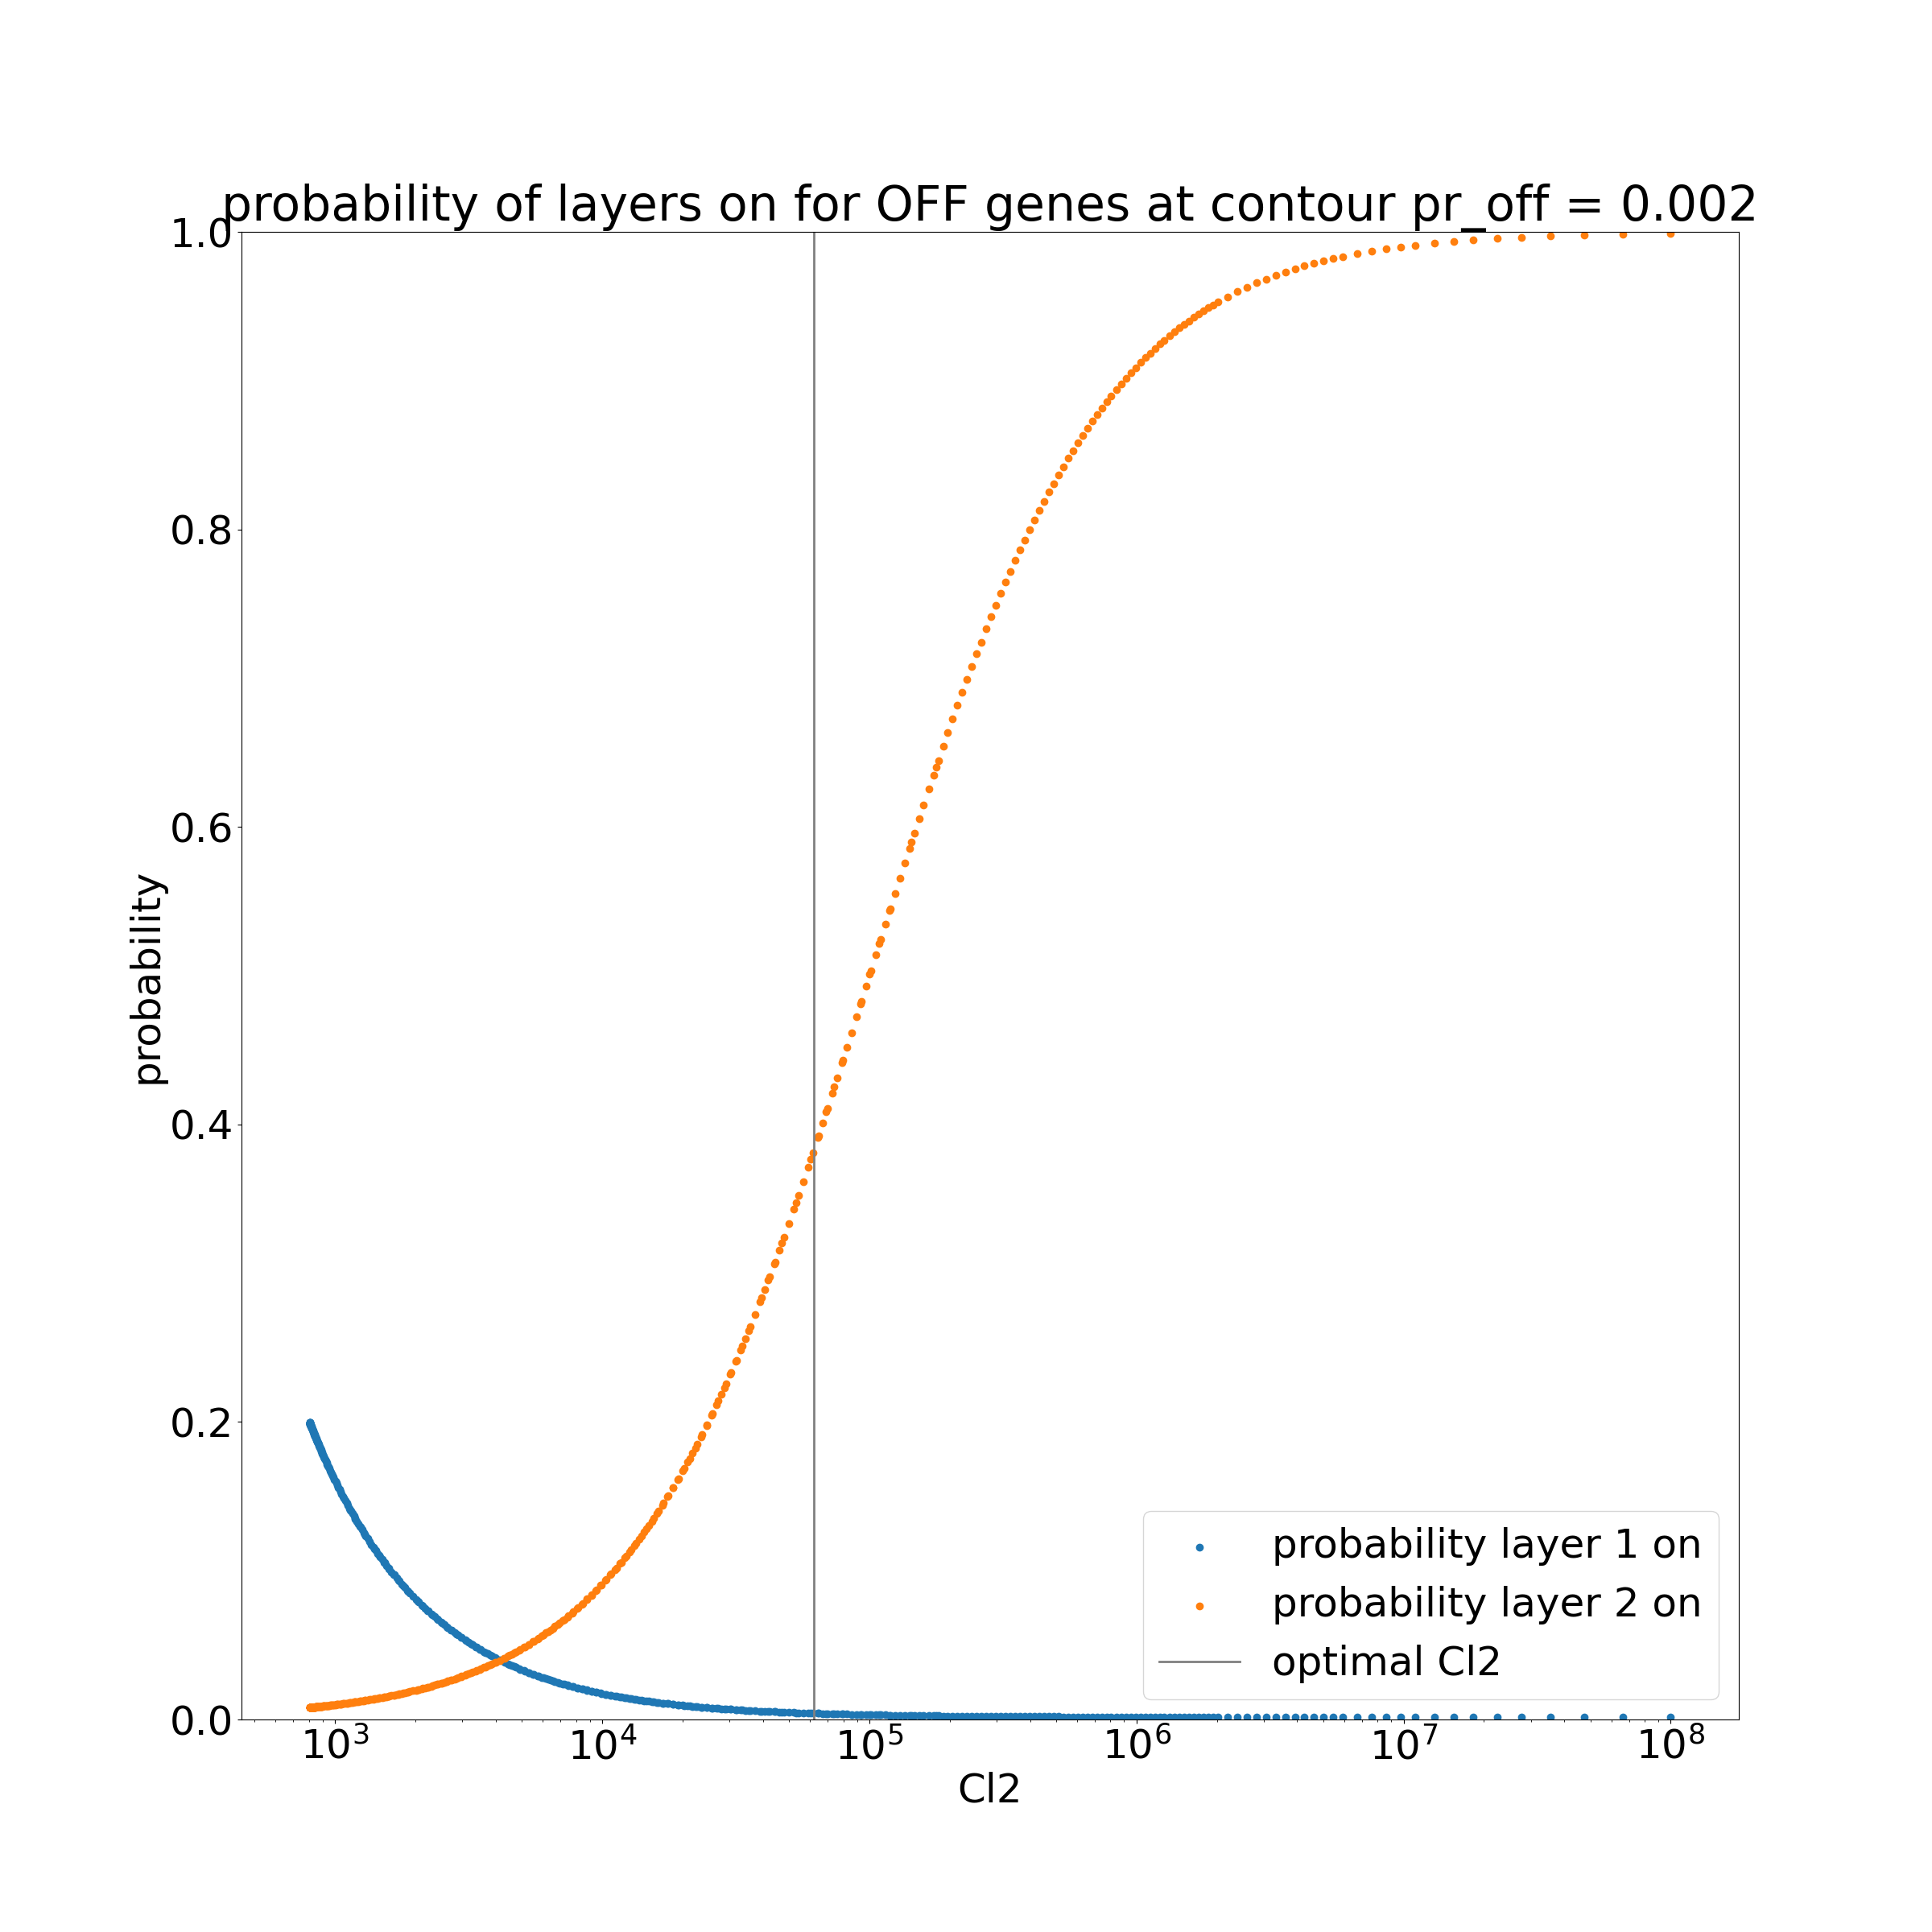 probability of layers on for OFF genes at contour pr_off = 0.002
1.0
0.8
0.6
0.4
0.2
0.0
probability
10³
10⁴
10⁵
10⁶
10⁷
10⁸
Cl2
probability layer 1 on
probability layer 2 on
optimal Cl2